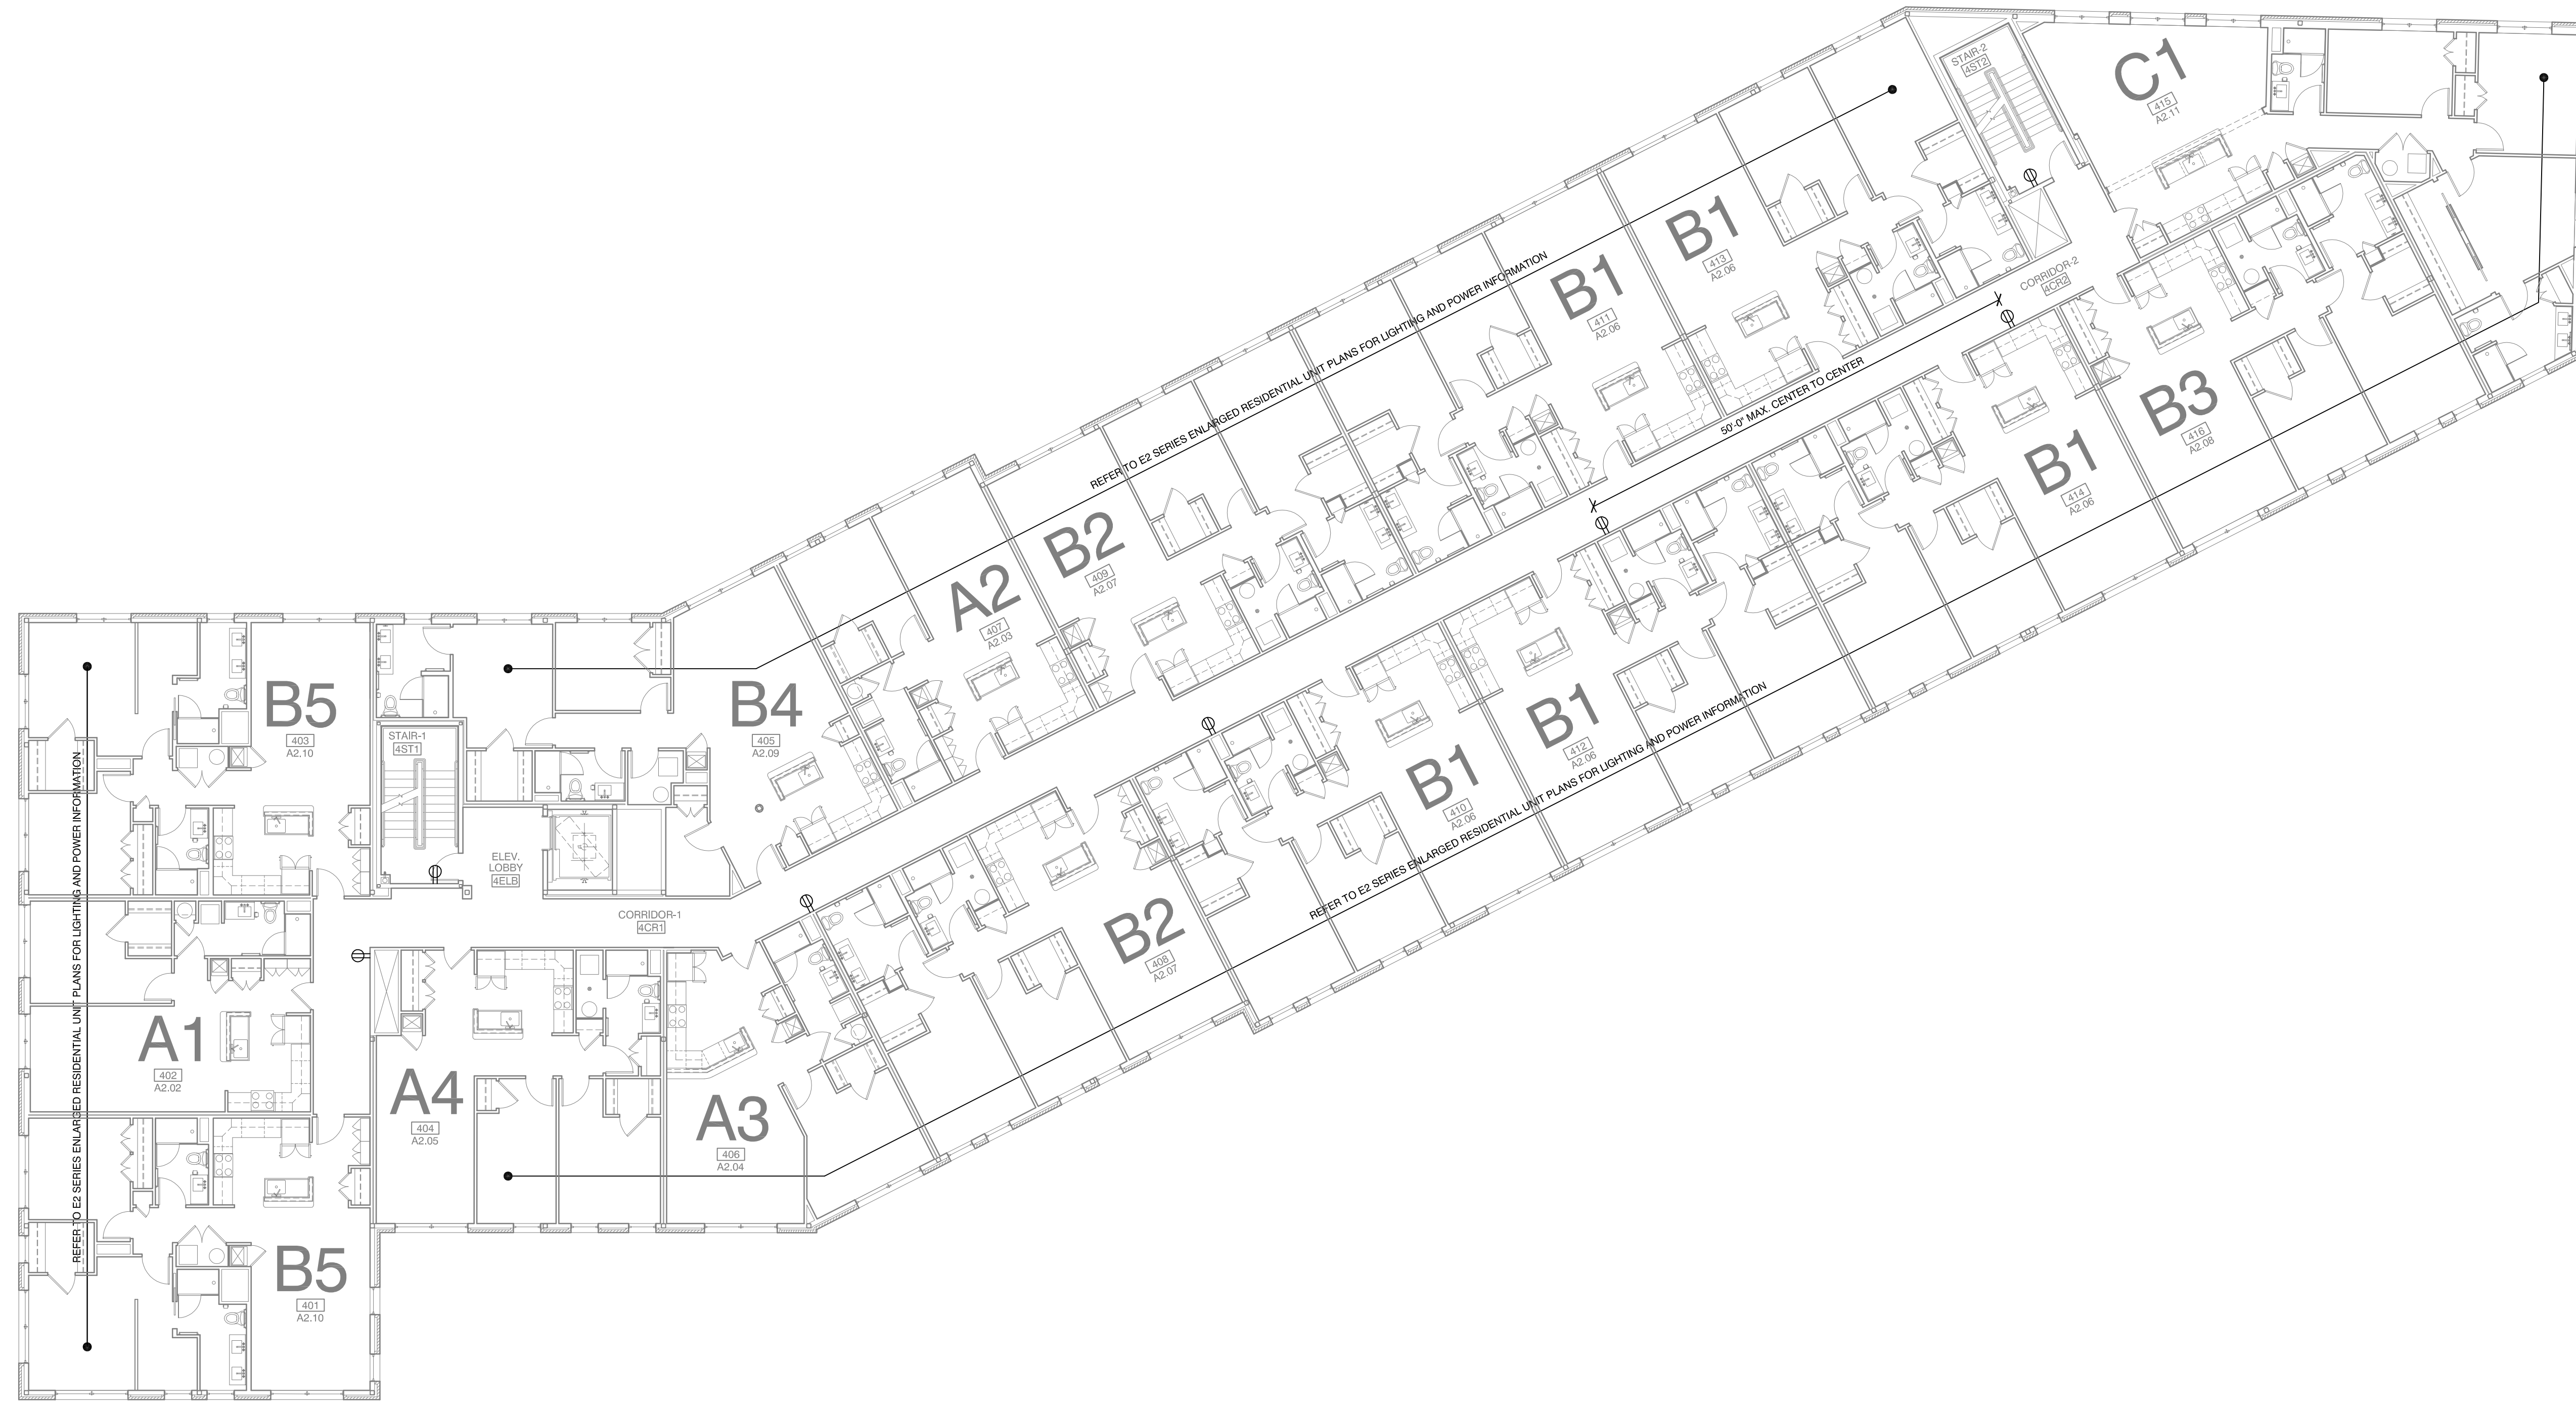 STAIR-2
4ST2
C1
415
A2.11
B1
413
A2.06
B1
411
A2.06
CORRIDOR-2
4CR2
REFER TO E2 SERIES ENLARGED RESIDENTIAL UNIT PLANS FOR LIGHTING AND POWER INFORMATION
50'-0" MAX. CENTER TO CENTER
B3
416
A2.08
B1
414
A2.06
B2
409
A2.07
A2
407
A2.03
B5
403
A2.10
STAIR-1
4ST1
B4
405
A2.09
B1
412
A2.06
B1
410
A2.06
REFER TO E2 SERIES ENLARGED RESIDENTIAL UNIT PLANS FOR LIGHTING AND POWER INFORMATION
ELEV.
LOBBY
4ELB
CORRIDOR-1
4CR1
B2
408
A2.07
REFER TO E2 SERIES ENLARGED RESIDENTIAL UNIT PLANS FOR LIGHTING AND POWER INFORMATION
A1
402
A2.02
A4
404
A2.05
A3
406
A2.04
B5
401
A2.10